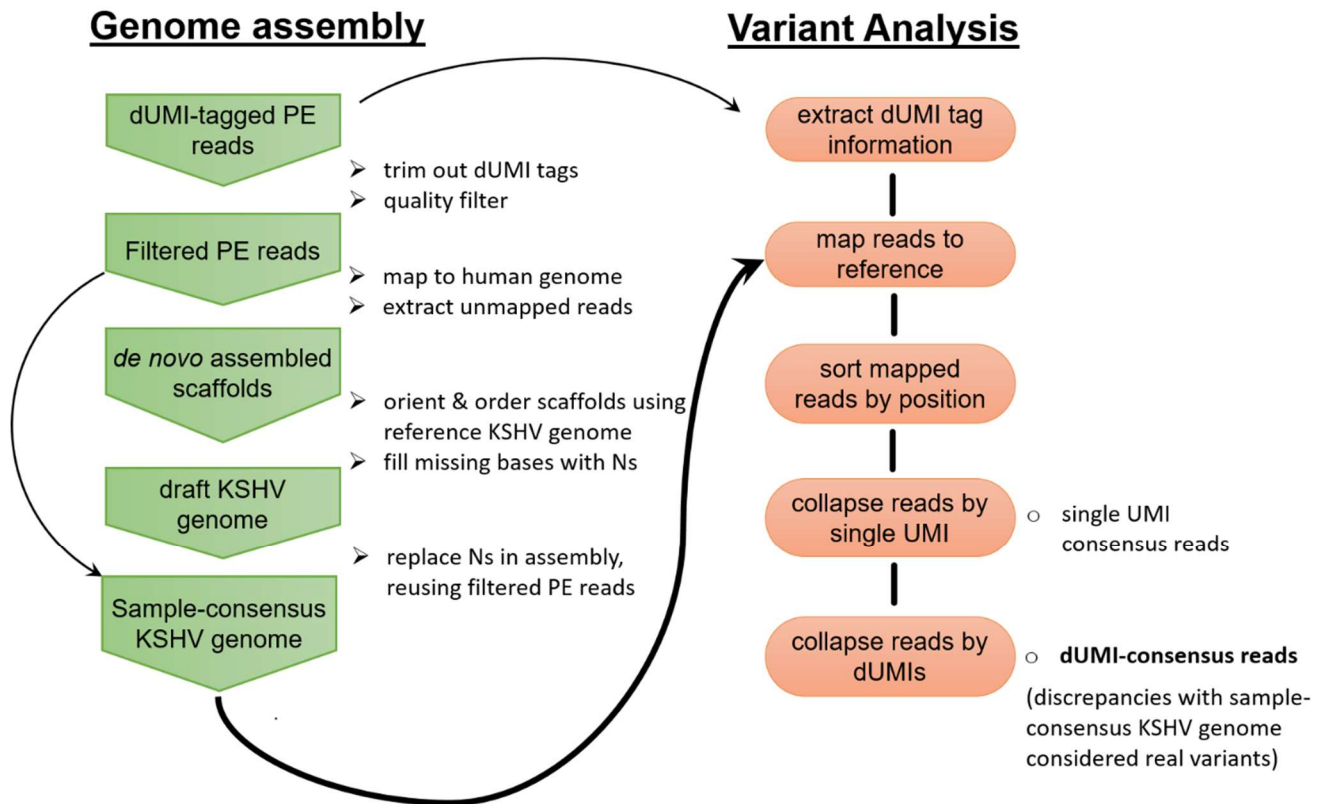 Genome assembly
dUMI-tagged PE
reads
➢ trim out dUMI tags
➢ quality filter
Filtered PE reads
➢ map to human genome
➢ extract unmapped reads
de novo assembled
scaffolds
➢ orient & order scaffolds using
reference KSHV genome
➢ fill missing bases with Ns
draft KSHV
genome
➢ replace Ns in assembly,
reusing filtered PE reads
Sample-consensus
KSHV genome
Variant Analysis
extract dUMI tag
information
map reads to
reference
sort mapped
reads by position
collapse reads by
single UMI
○ single UMI
consensus reads
collapse reads by
dUMIs
○ dUMI-consensus reads
(discrepancies with sample-
consensus KSHV genome
considered real variants)